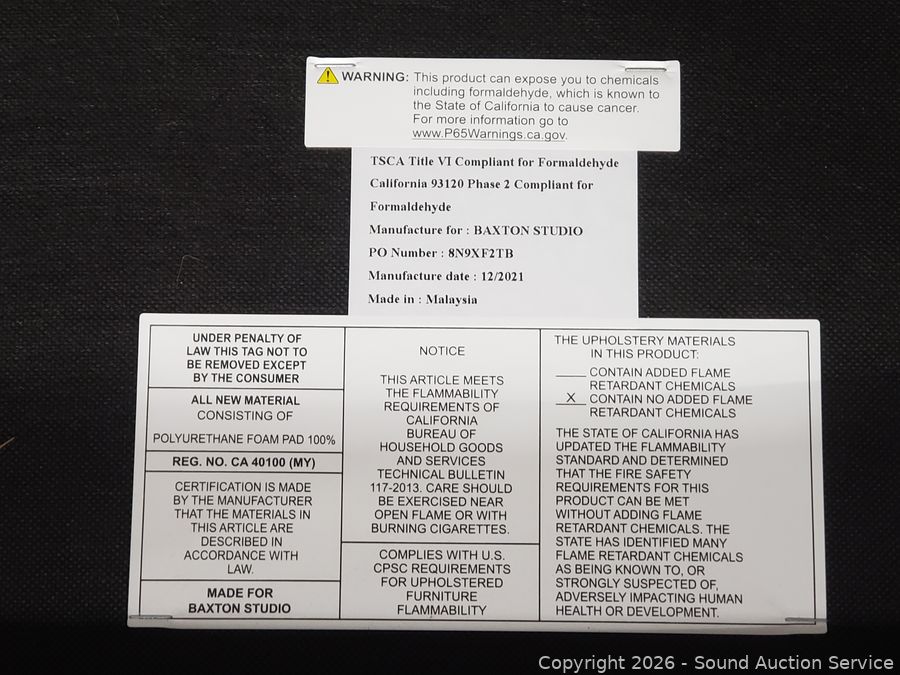 WARNING: This product can expose you to chemicals
including formaldehyde, which is known to
the State of California to cause cancer.
For more information go to
www.P65Warnings.ca.gov.
TSCA Title VI Compliant for Formaldehyde
California 93120 Phase 2 Compliant for
Formaldehyde
Manufacture for : BAXTON STUDIO
PO Number : 8N9XF2TB
Manufacture date : 12/2021
Made in : Malaysia
UNDER PENALTY OF
LAW THIS TAG NOT TO
BE REMOVED EXCEPT
BY THE CONSUMER
ALL NEW MATERIAL
CONSISTING OF
POLYURETHANE FOAM PAD 100%
REG. NO. CA 40100 (MY)
CERTIFICATION IS MADE
BY THE MANUFACTURER
THAT THE MATERIALS IN
THIS ARTICLE ARE
DESCRIBED IN
ACCORDANCE WITH
LAW.
MADE FOR
BAXTON STUDIO
NOTICE
THIS ARTICLE MEETS
THE FLAMMABILITY
REQUIREMENTS OF
CALIFORNIA
BUREAU OF
HOUSEHOLD GOODS
AND SERVICES
TECHNICAL BULLETIN
117-2013. CARE SHOULD
BE EXERCISED NEAR
OPEN FLAME OR WITH
BURNING CIGARETTES.
COMPLIES WITH U.S.
CPSC REQUIREMENTS
FOR UPHOLSTERED
FURNITURE
FLAMMABILITY
THE UPHOLSTERY MATERIALS
IN THIS PRODUCT:
_____ CONTAIN ADDED FLAME
RETARDANT CHEMICALS
__X__ CONTAIN NO ADDED FLAME
RETARDANT CHEMICALS
THE STATE OF CALIFORNIA HAS
UPDATED THE FLAMMABILITY
STANDARD AND DETERMINED
THAT THE FIRE SAFETY
REQUIREMENTS FOR THIS
PRODUCT CAN BE MET
WITHOUT ADDING FLAME
RETARDANT CHEMICALS. THE
STATE HAS IDENTIFIED MANY
FLAME RETARDANT CHEMICALS
AS BEING KNOWN TO, OR
STRONGLY SUSPECTED OF,
ADVERSELY IMPACTING HUMAN
HEALTH OR DEVELOPMENT.
Copyright 2026 - Sound Auction Service